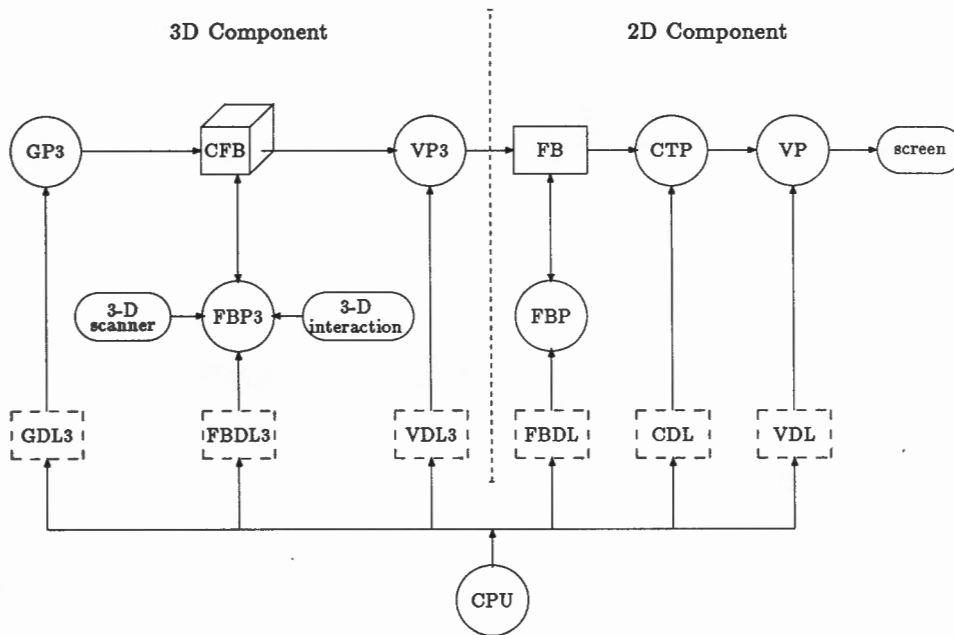 3D Component
2D Component
GP3
CFB
VP3
FB
CTP
VP
screen
3-D
scanner
FBP3
3-D
interaction
FBP
GDL3
FBDL3
VDL3
FBDL
CDL
VDL
CPU